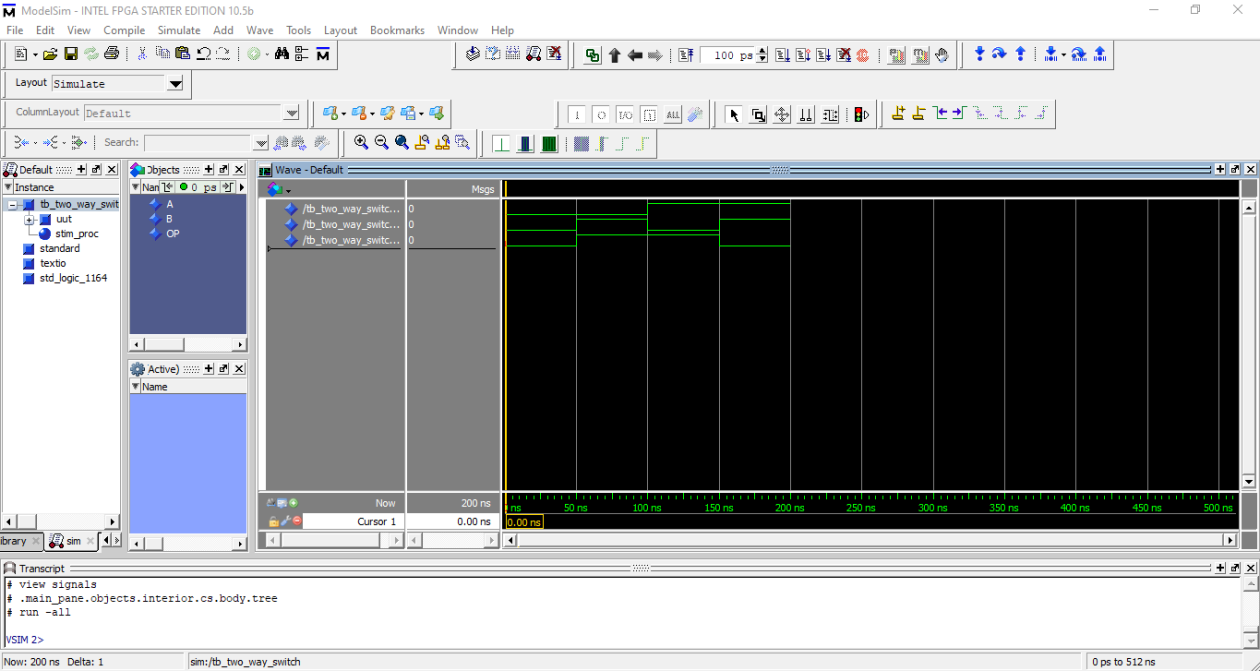 ModelSim - INTEL FPGA STARTER EDITION 10.5b
File Edit View Compile Simulate Add Wave Tools Layout Bookmarks Window Help
100 ps
Layout Simulate
ColumnLayout Default
I O I/O ALL
Search:
Default
Instance
tb_two_way_swit
uut
stim_proc
standard
textio
std_logic_1164
library
sim
Objects
Nam 0 ps
A
B
OP
Active)
Name
Wave - Default
Msgs
/tb_two_way_switc... 0
/tb_two_way_switc... 0
/tb_two_way_switc... 0
Now 200 ns
Cursor 1 0.00 ns
ns 50 ns 100 ns 150 ns 200 ns 250 ns 300 ns 350 ns 400 ns 450 ns 500 ns
0.00 ns
Transcript
# view signals
# .main_pane.objects.interior.cs.body.tree
# run -all
VSIM 2>
Now: 200 ns Delta: 1 sim:/tb_two_way_switch 0 ps to 512 ns